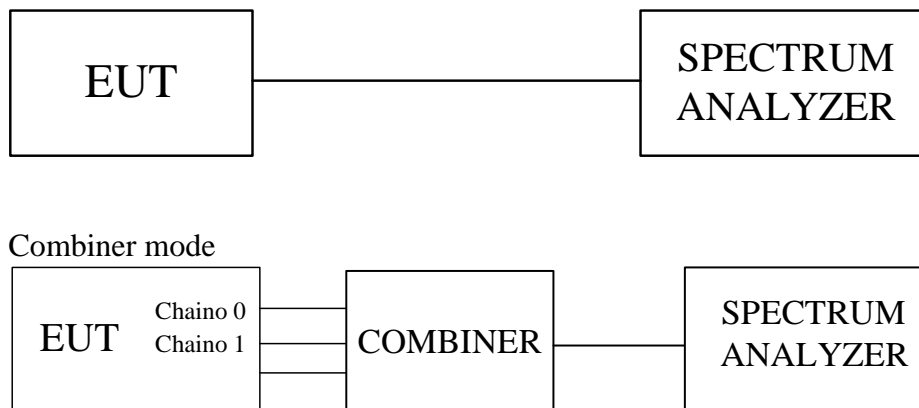 EUT
SPECTRUM
ANALYZER
Combiner mode
EUT
Chaino 0
Chaino 1
COMBINER
SPECTRUM
ANALYZER